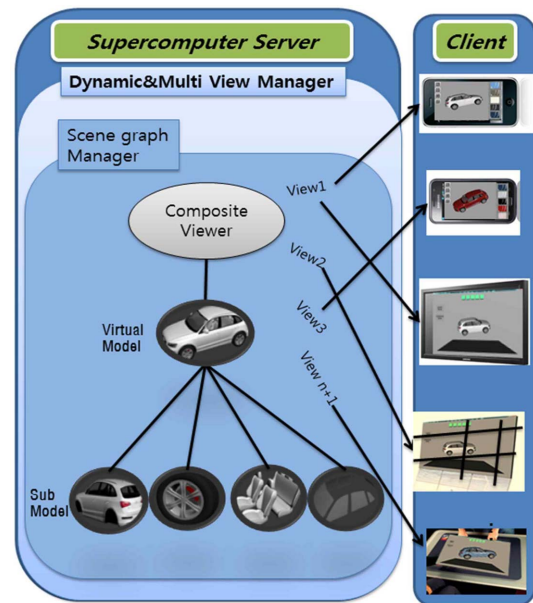 Supercomputer Server
Client
Dynamic&Multi View Manager
Scene graph
Manager
Composite
Viewer
View1
View2
View3
View n+1
Virtual
Model
Sub
Model